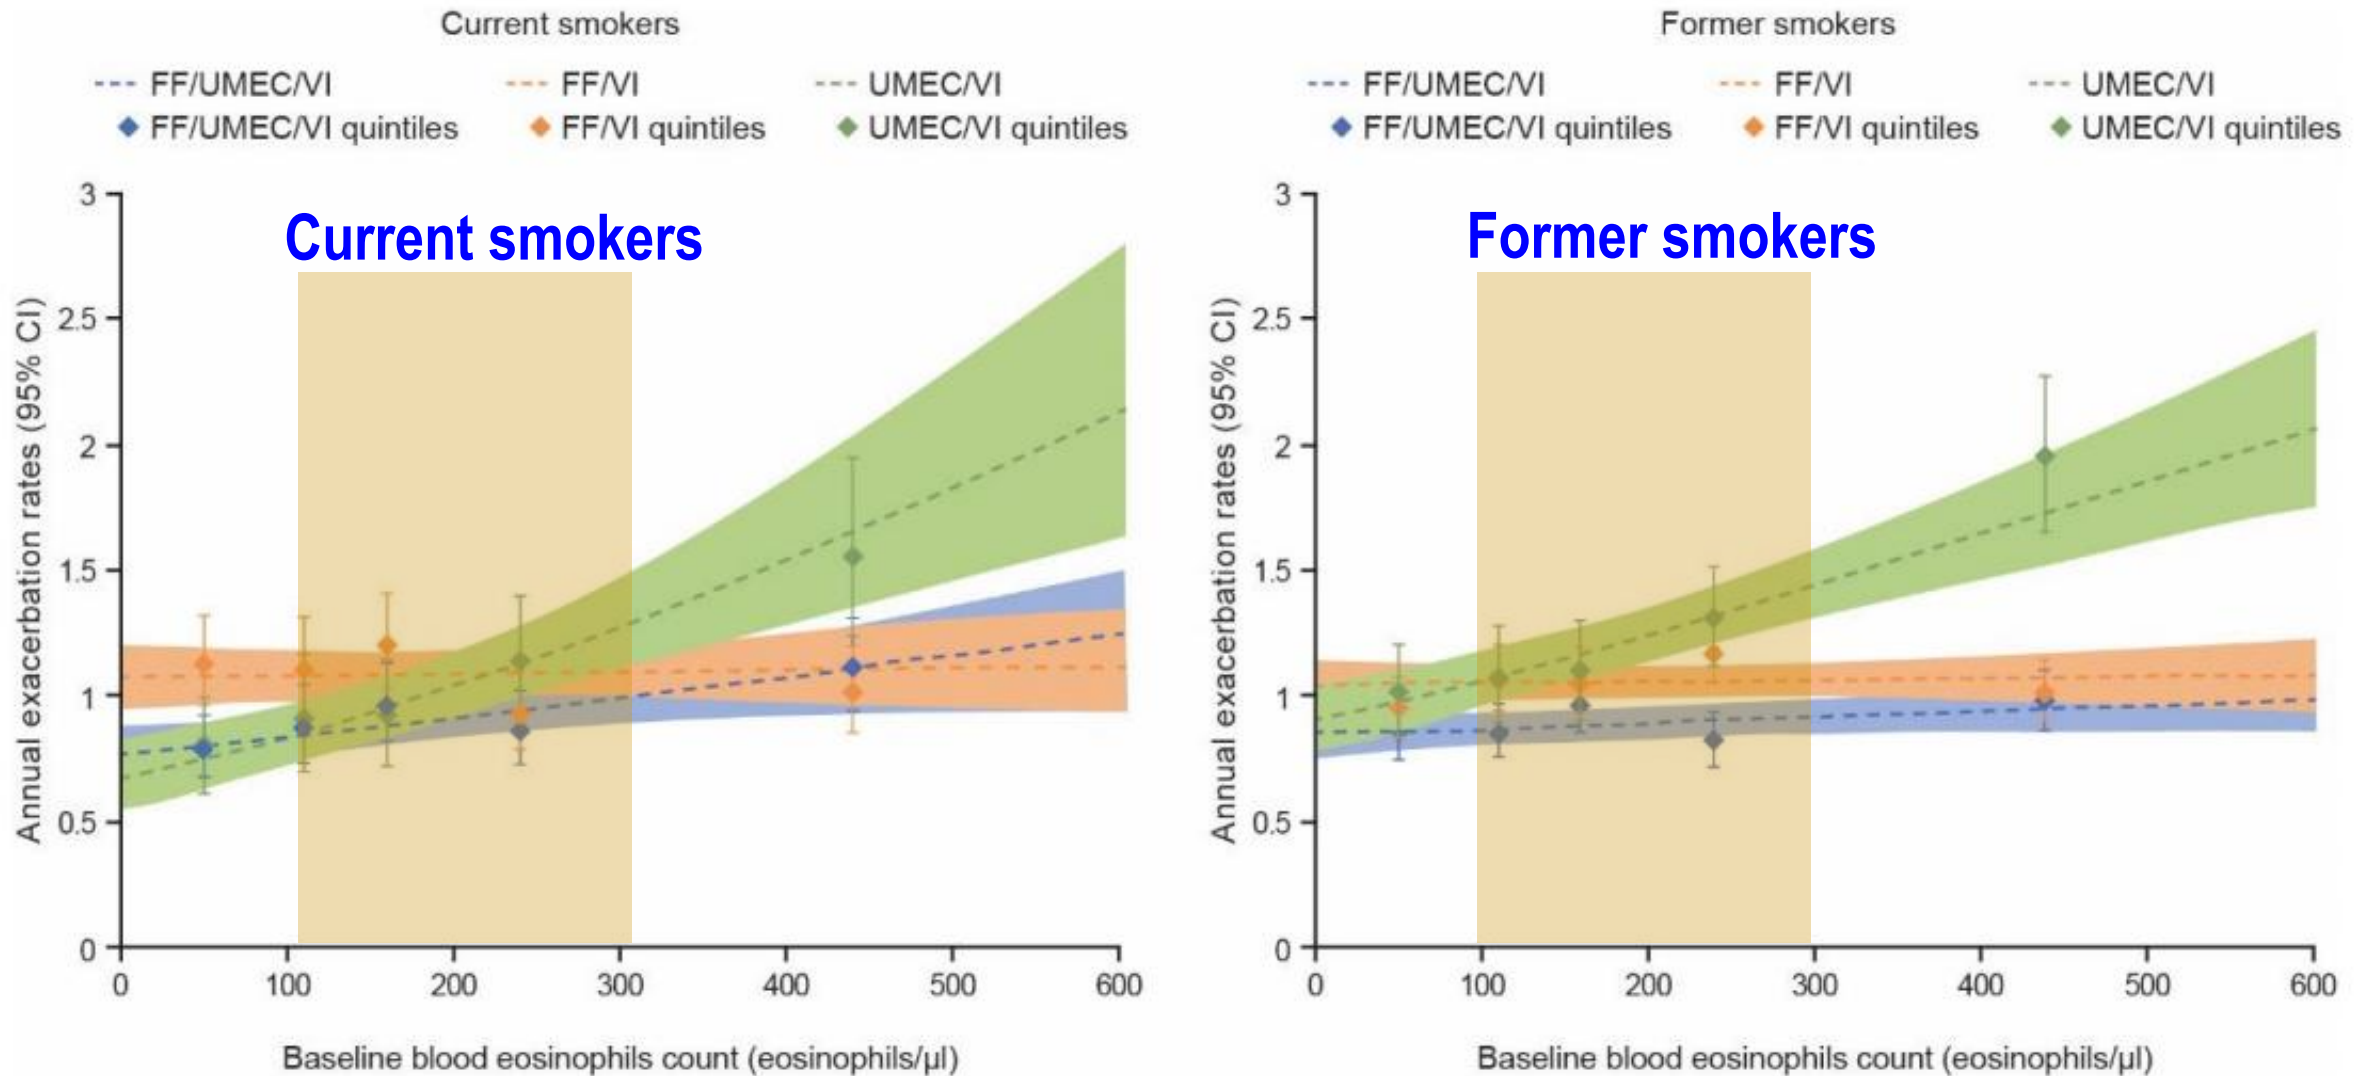 Current smokers
FF/UMEC/VI FF/VI UMEC/VI
FF/UMEC/VI quintiles FF/VI quintiles UMEC/VI quintiles
Current smokers
Annual exacerbation rates (95% CI)
3
2.5
2
1.5
1
0.5
0
0 100 200 300 400 500 600
Baseline blood eosinophils count (eosinophils/µl)
Former smokers
FF/UMEC/VI FF/VI UMEC/VI
FF/UMEC/VI quintiles FF/VI quintiles UMEC/VI quintiles
Former smokers
Annual exacerbation rates (95% CI)
3
2.5
2
1.5
1
0.5
0
0 100 200 300 400 500 600
Baseline blood eosinophils count (eosinophils/µl)